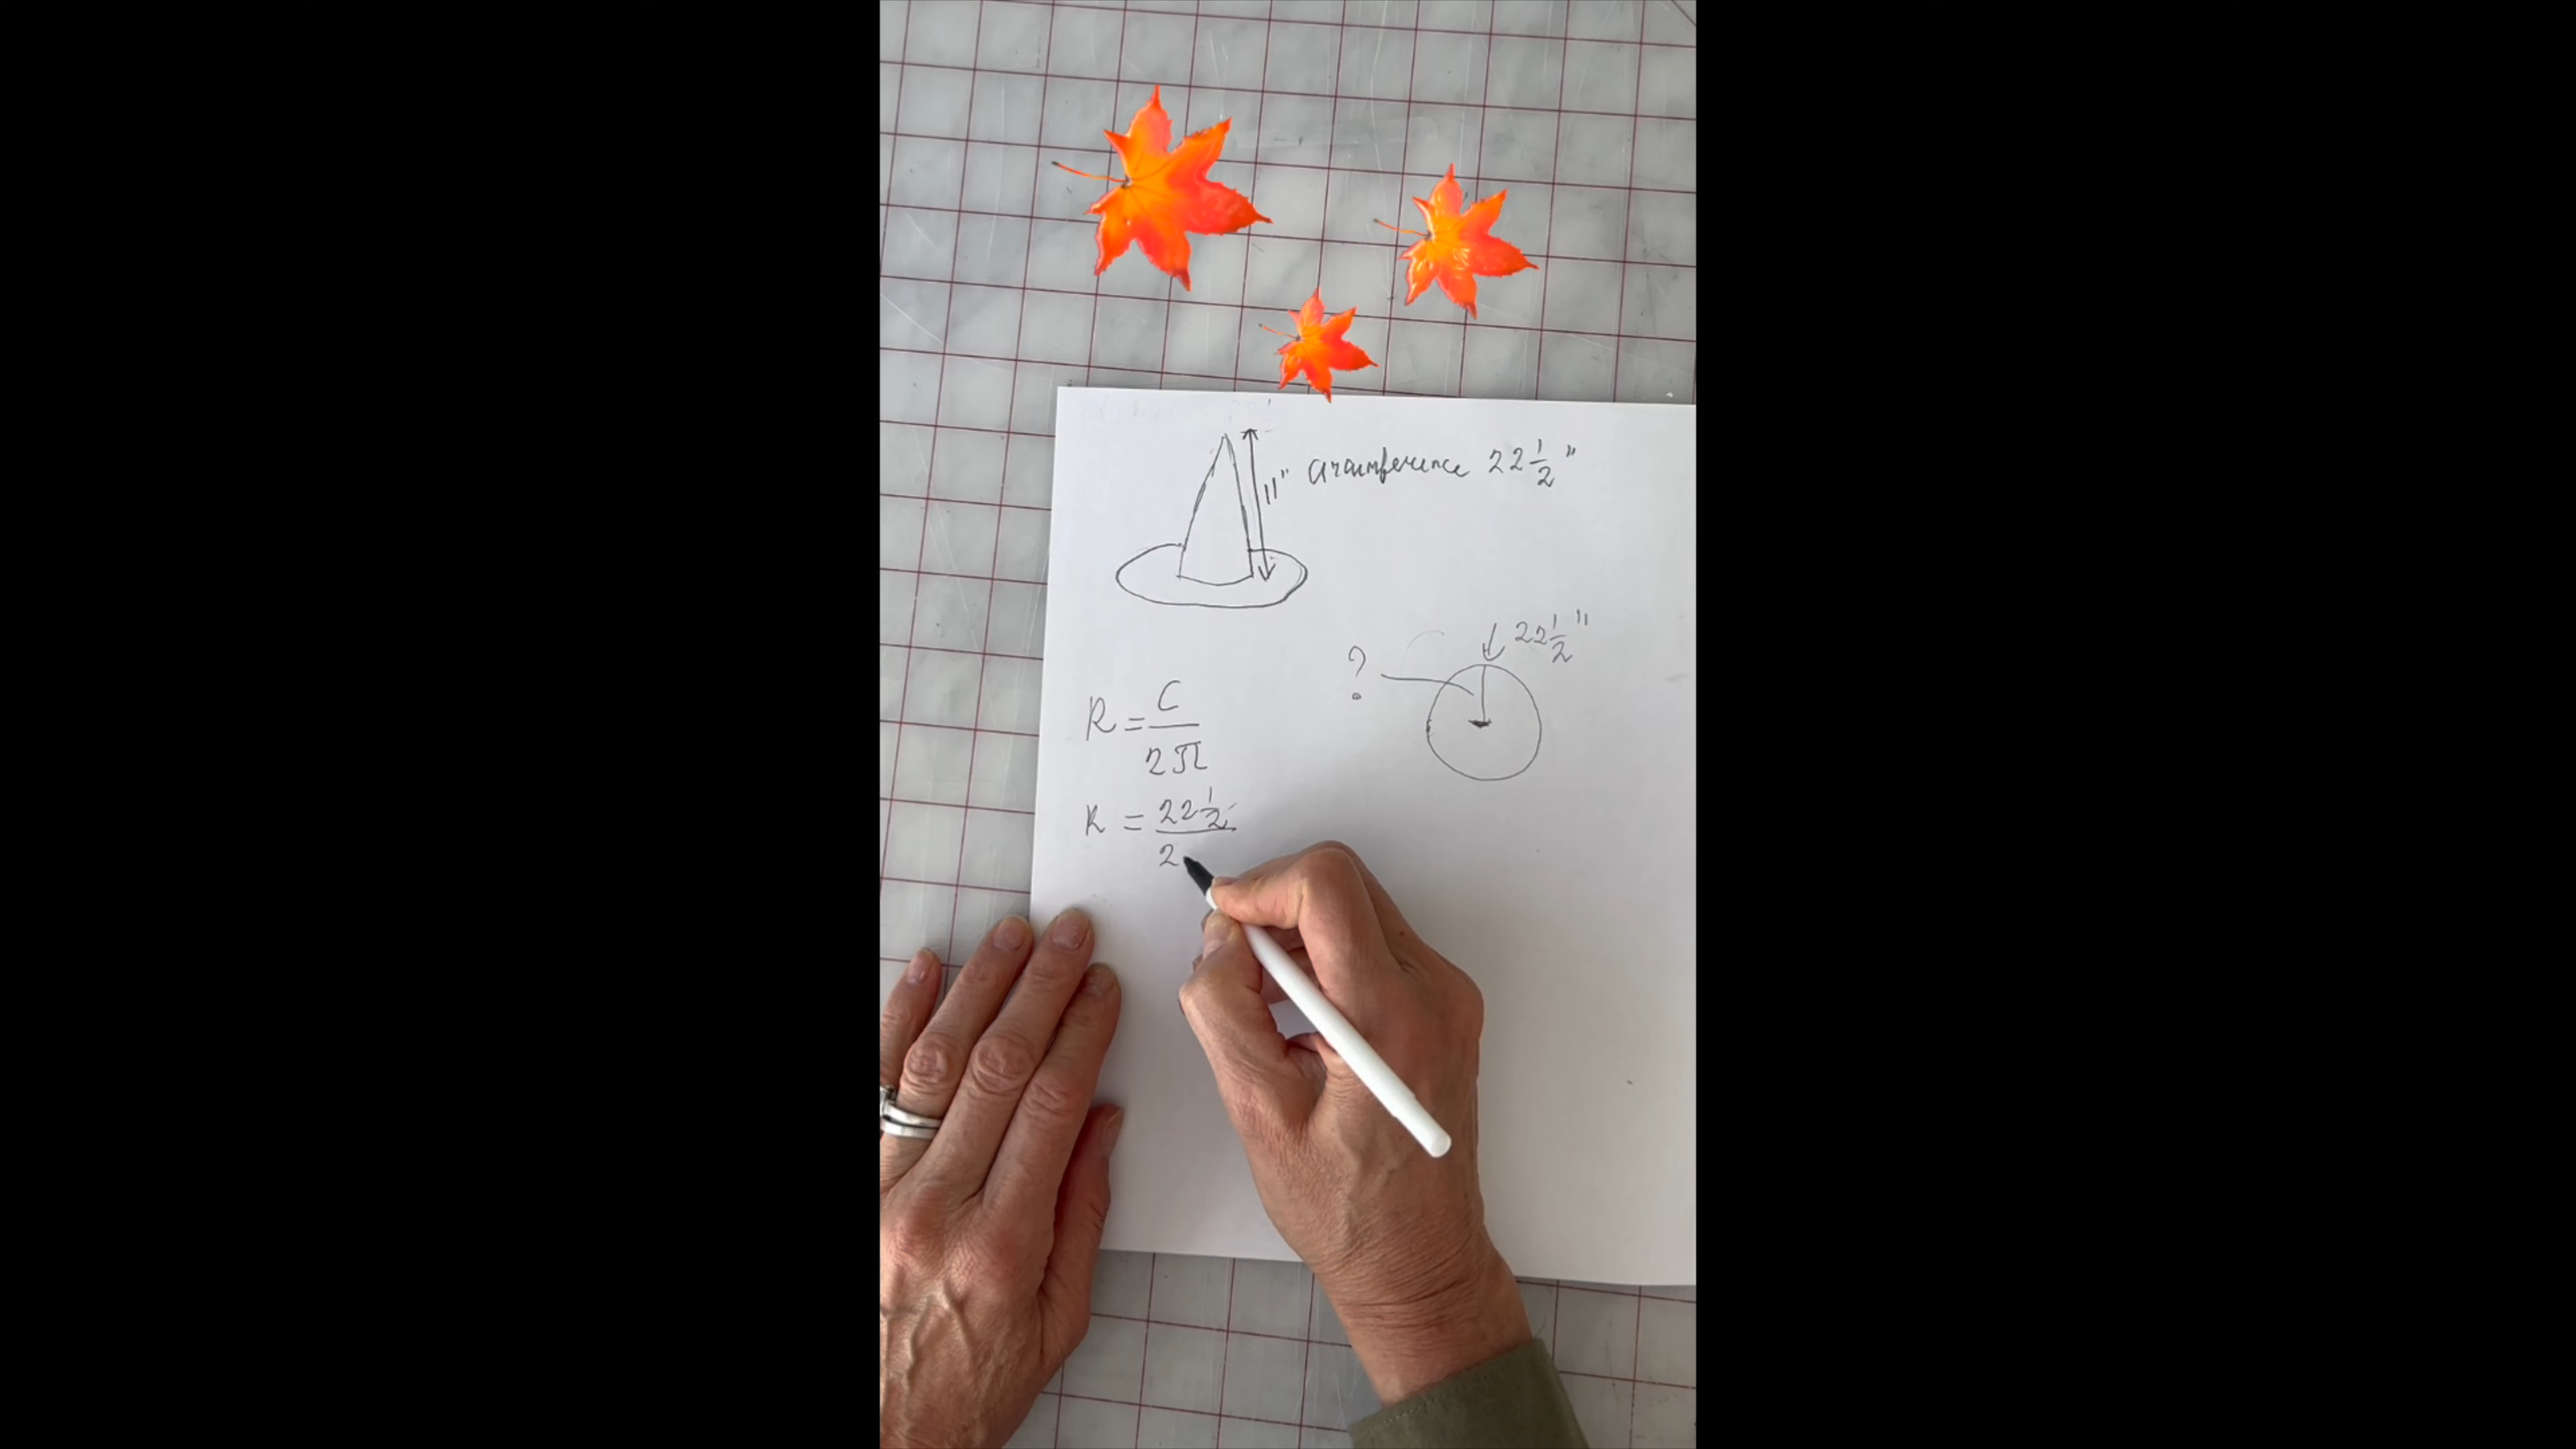 11" Circumference 22 1/2 "
22 1/2 "
?
R = C / 2π
R = 22 1/2 / 2